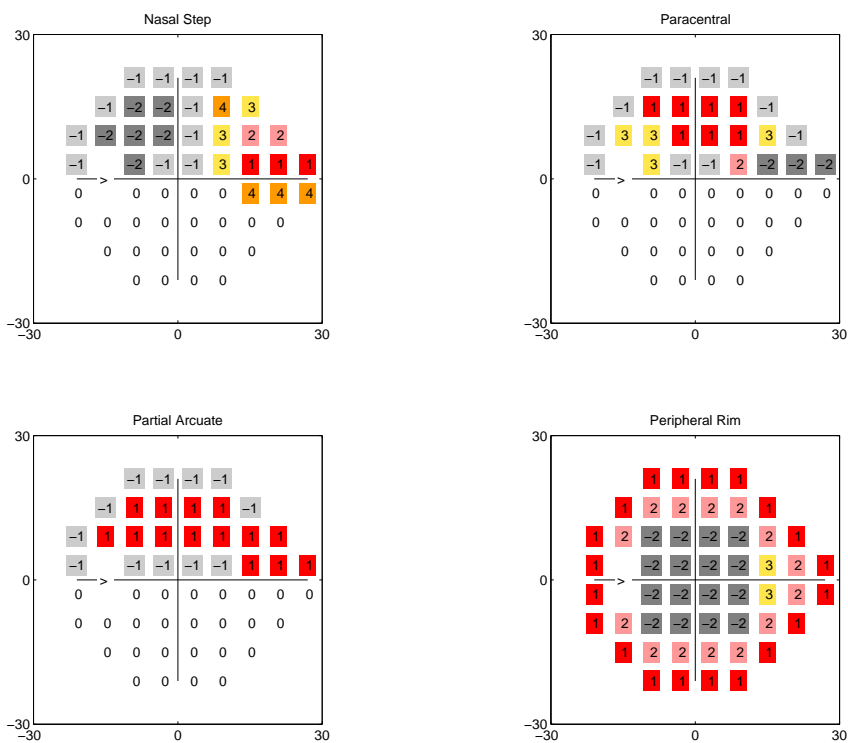 Nasal Step
30
−1 −1 −1 −1
−1 −2 −2 −1 4 3
−1 −2 −2 −2 −1 3 2 2
−1 −2 −1 −1 3 1 1 1
0 >
0 0 0 0 0 4 4 4
0 0 0 0 0 0 0 0
0 0 0 0 0 0
0 0 0 0
−30
−30 0 30
Paracentral
30
−1 −1 −1 −1
−1 1 1 1 1 −1
−1 3 3 1 1 1 3 −1
−1 3 −1 −1 2 −2 −2 −2
0 >
0 0 0 0 0 0 0 0
0 0 0 0 0 0 0 0
0 0 0 0 0 0
0 0 0 0
−30
−30 0 30
Partial Arcuate
30
−1 −1 −1 −1
−1 1 1 1 1 −1
−1 1 1 1 1 1 1 1
−1 −1 −1 −1 −1 1 1 1
0 >
0 0 0 0 0 0 0 0
0 0 0 0 0 0 0 0
0 0 0 0 0 0
0 0 0 0
−30
−30 0 30
Peripheral Rim
30
1 1 1 1
1 2 2 2 2 1
1 2 −2 −2 −2 −2 2 1
1 −2 −2 −2 −2 3 2 1
0 >
1 −2 −2 −2 −2 3 2 1
1 2 −2 −2 −2 −2 2 1
1 2 2 2 2 1
1 1 1 1
−30
−30 0 30